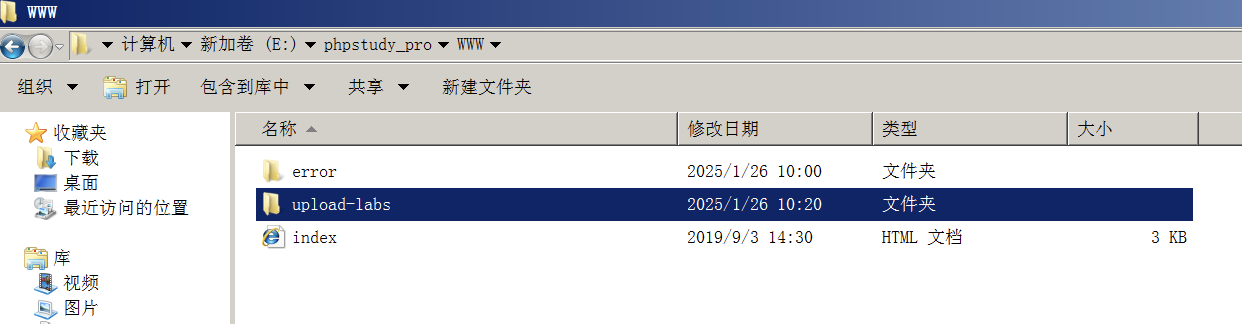 WWW
计算机 新加卷 (E:) phpstudy_pro WWW
组织 打开 包含到库中 共享 新建文件夹
收藏夹
下载
桌面
最近访问的位置
库
视频
图片
名称 修改日期 类型 大小
error 2025/1/26 10:00 文件夹
upload-labs 2025/1/26 10:20 文件夹
index 2019/9/3 14:30 HTML 文档 3 KB